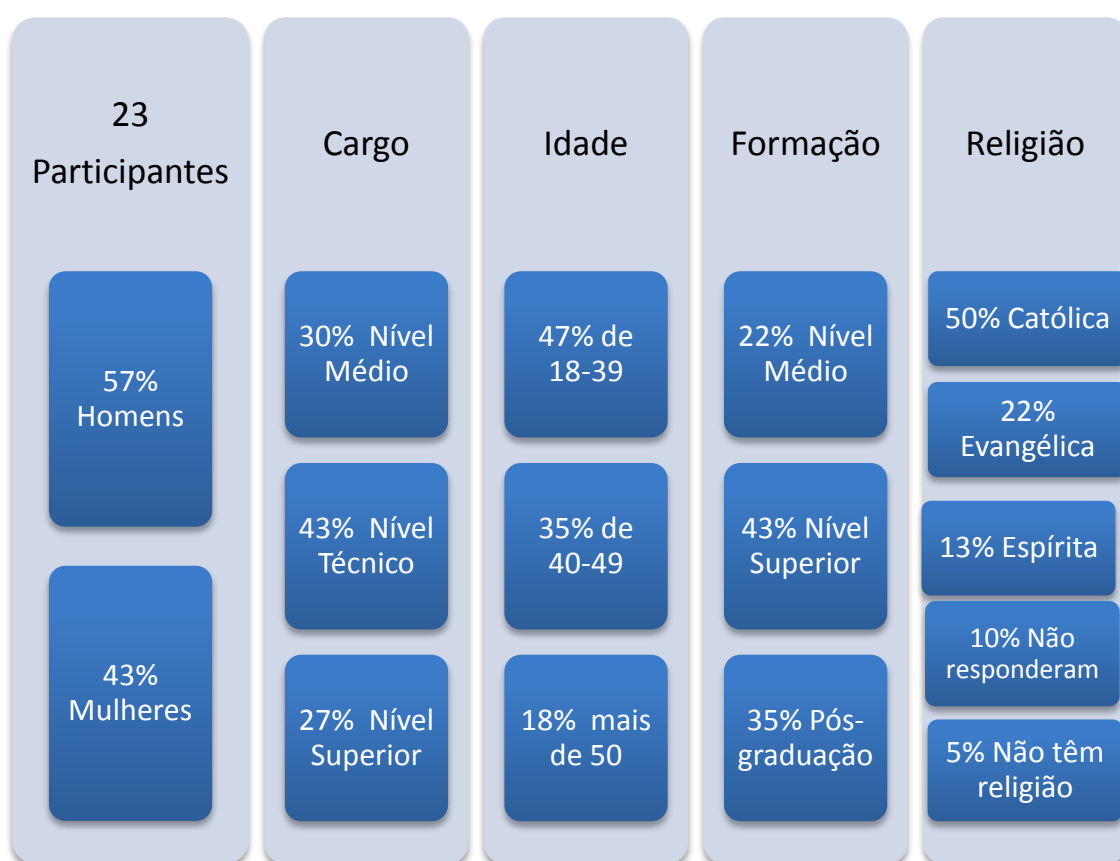 23
Participantes
57%
Homens
43%
Mulheres
Cargo
30% Nível
Médio
43% Nível
Técnico
27% Nível
Superior
Idade
47% de
18-39
35% de
40-49
18% mais
de 50
Formação
22% Nível
Médio
43% Nível
Superior
35% Pós-
graduação
Religião
50% Católica
22%
Evangélica
13% Espírita
10% Não
responderam
5% Não têm
religião